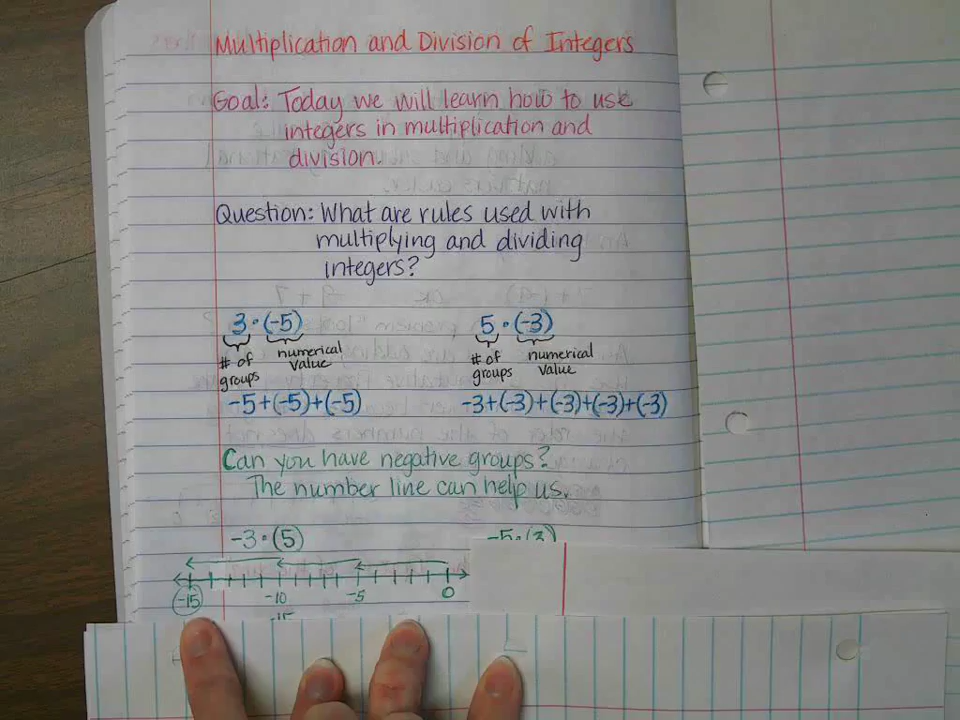 Multiplication and Division of Integers
Goal: Today we will learn how to use
integers in multiplication and
division.
Question: What are rules used with
multiplying and dividing
integers?
3 · (-5)
# of groups
numerical value
-5+(-5)+(-5)
5 · (-3)
# of groups
numerical value
-3+(-3)+(-3)+(-3)+(-3)
Can you have negative groups?
The number line can help us.
-3 · (5)
-5 · (3)
-15 -10 -5 0
-15